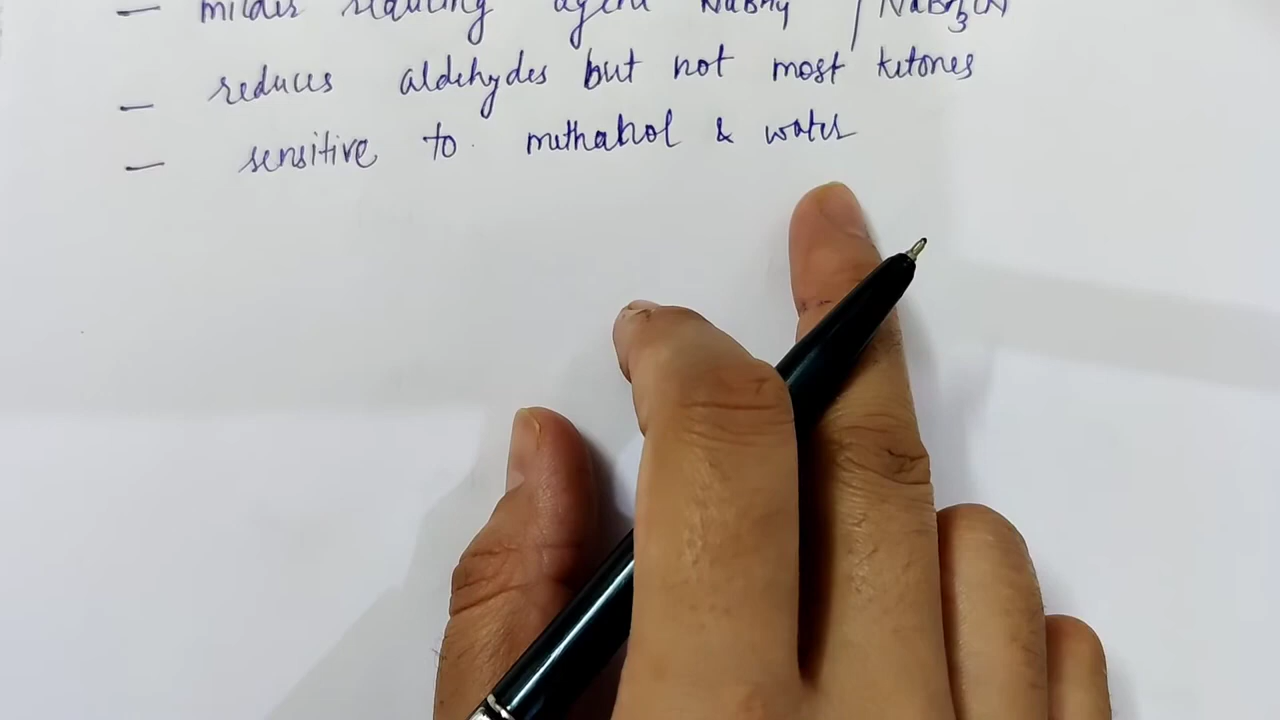 — milder reducing agent NaBH4 / NaBH3CN
— reduces aldehydes but not most ketones
— sensitive to methanol & water